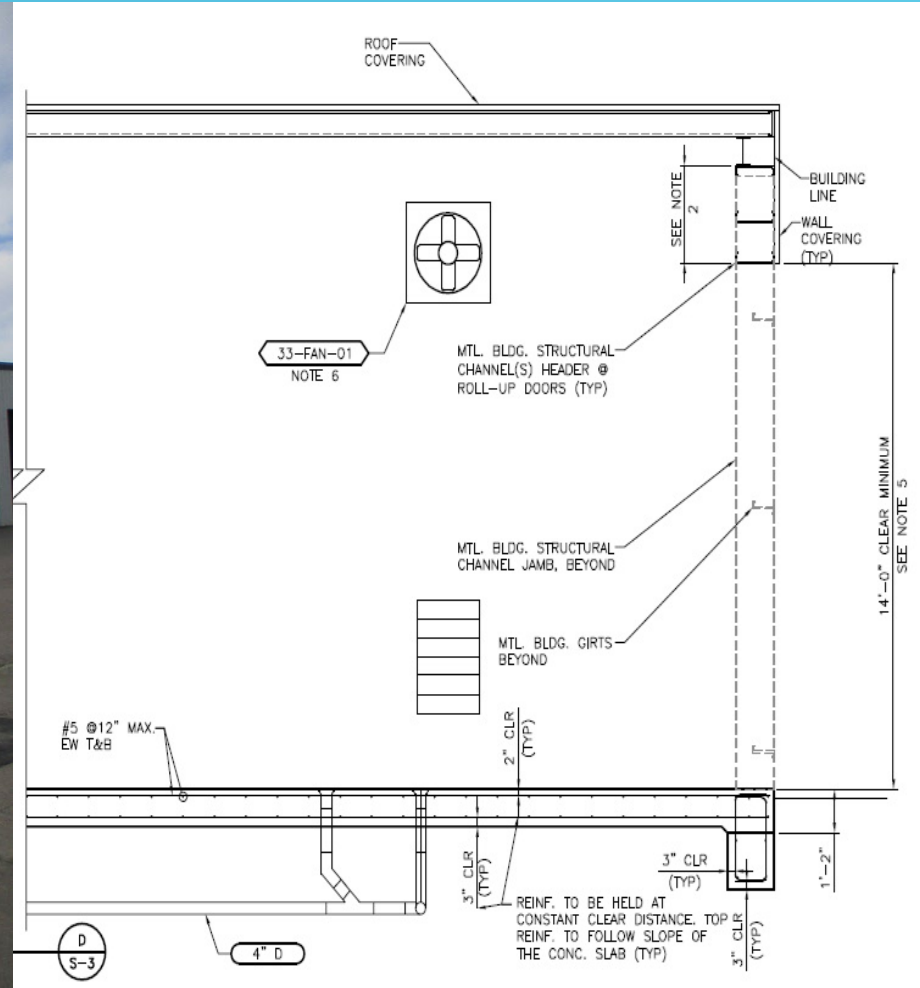 ROOF
COVERING
BUILDING
LINE
SEE NOTE
2
WALL
COVERING
(TYP)
33-FAN-01
NOTE 6
MTL. BLDG. STRUCTURAL
CHANNEL(S) HEADER @
ROLL-UP DOORS (TYP)
14'-0" CLEAR MINIMUM
SEE NOTE 5
MTL. BLDG. STRUCTURAL
CHANNEL JAMB, BEYOND
MTL. BLDG. GIRTS
BEYOND
#5 @12" MAX.
EW T&B
2" CLR
(TYP)
3" CLR
(TYP)
3" CLR
(TYP)
1'-2"
REINF. TO BE HELD AT
CONSTANT CLEAR DISTANCE. TOP
REINF. TO FOLLOW SLOPE OF
THE CONC. SLAB (TYP)
3" CLR
(TYP)
D
S-3
4" D